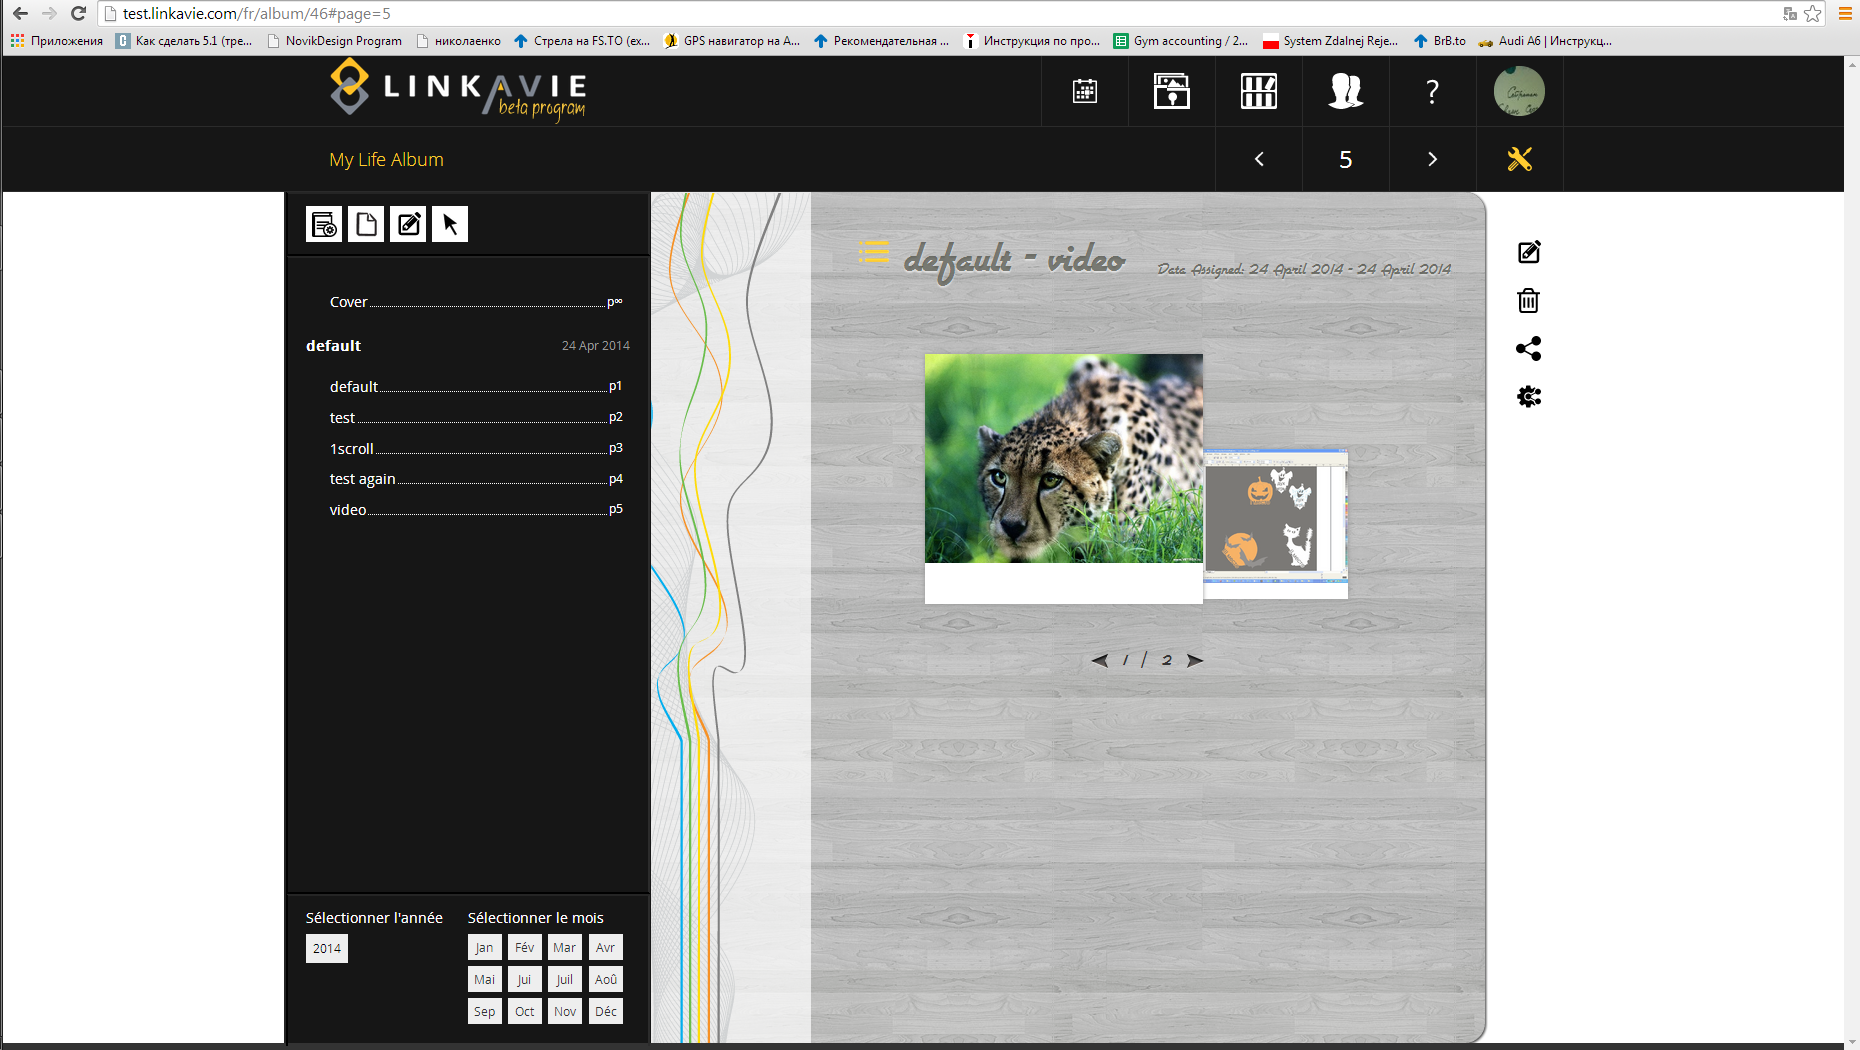 test.linkavie.com/fr/album/46#page=5
Приложения
Как сделать 5.1 (тре...
NovikDesign Program
николаенко
Стрела на FS.TO (ex...
GPS навигатор на A...
Рекомендательная ...
Инструкция по про...
Gym accounting / 2...
System Zdalnej Reje...
BrB.to
Audi A6 | Инструкц...
LINKAVIE
beta program
?
My Life Album
5
Cover p∞
default 24 Apr 2014
default p1
test p2
1scroll p3
test again p4
video p5
Sélectionner l'année
2014
Sélectionner le mois
Jan Fév Mar Avr
Mai Jui Juil Aoû
Sep Oct Nov Déc
default - video
Data Assigned: 24 April 2014 - 24 April 2014
1 / 2